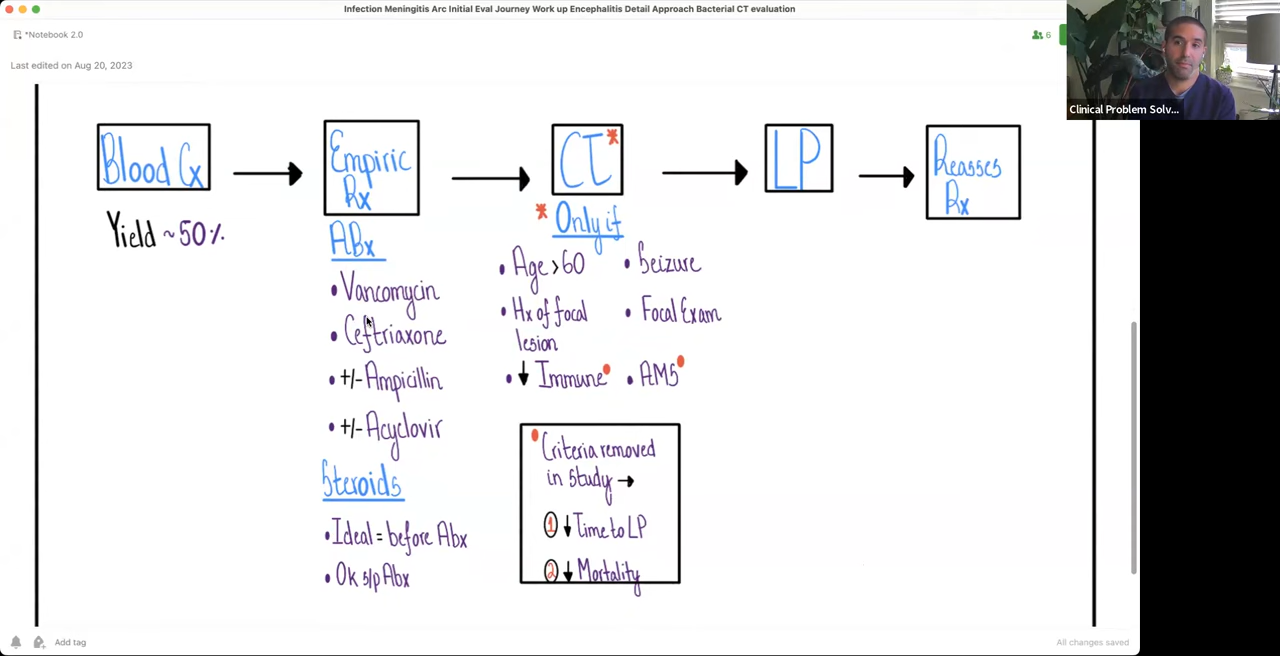 Infection Meningitis Arc Initial Eval Journey Work up Encephalitis Detail Approach Bacterial CT evaluation
*Notebook 2.0
6
Last edited on Aug 20, 2023
Clinical Problem Solv...
Blood Cx
Yield ~50%
Empiric
Rx
ABx
• Vancomycin
• Ceftriaxone
• +/- Ampicillin
• +/- Acyclovir
Steroids
• Ideal = before Abx
• Ok s/p Abx
CT*
* Only if
• Age >60
• Hx of focal
lesion
• ↓ Immune
• Seizure
• Focal Exam
• AMS
Criteria removed
in study →
① ↓ Time to LP
② ↓ Mortality
LP
Reasses
Rx
Add tag
All changes saved